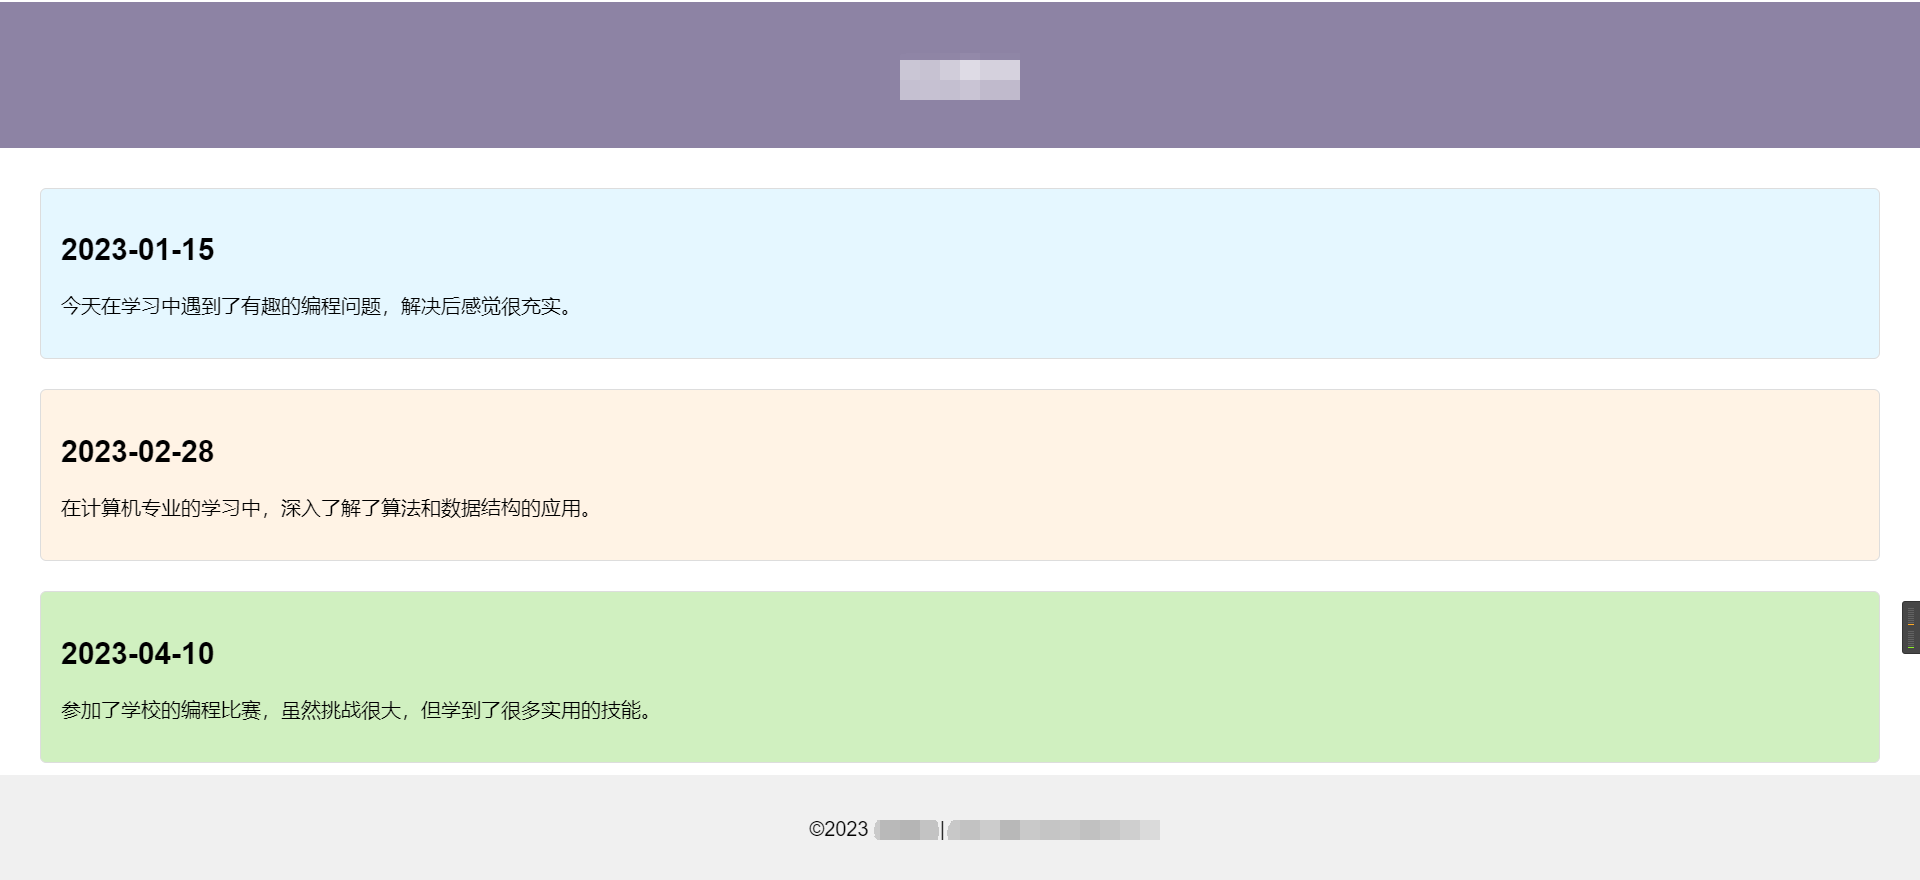 2023-01-15
今天在学习中遇到了有趣的编程问题，解决后感觉很充实。
2023-02-28
在计算机专业的学习中，深入了解了算法和数据结构的应用。
2023-04-10
参加了学校的编程比赛，虽然挑战很大，但学到了很多实用的技能。
©2023 |